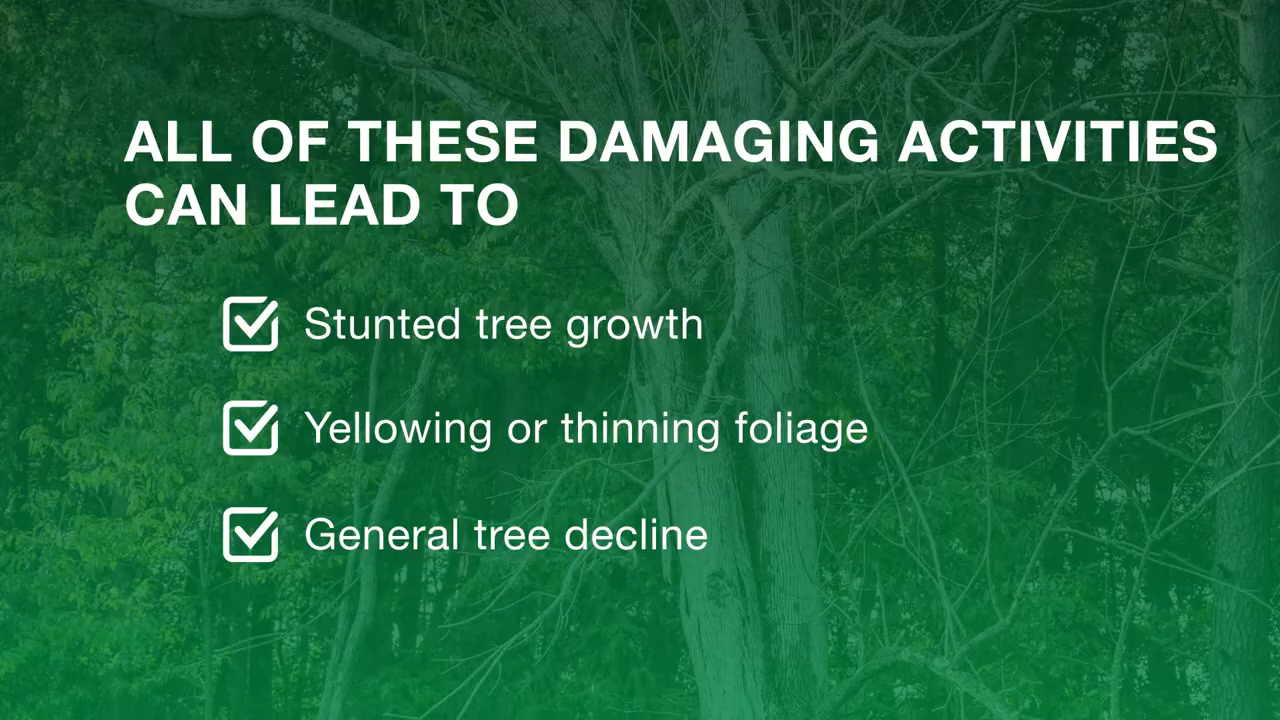 ALL OF THESE DAMAGING ACTIVITIES
CAN LEAD TO
Stunted tree growth
Yellowing or thinning foliage
General tree decline